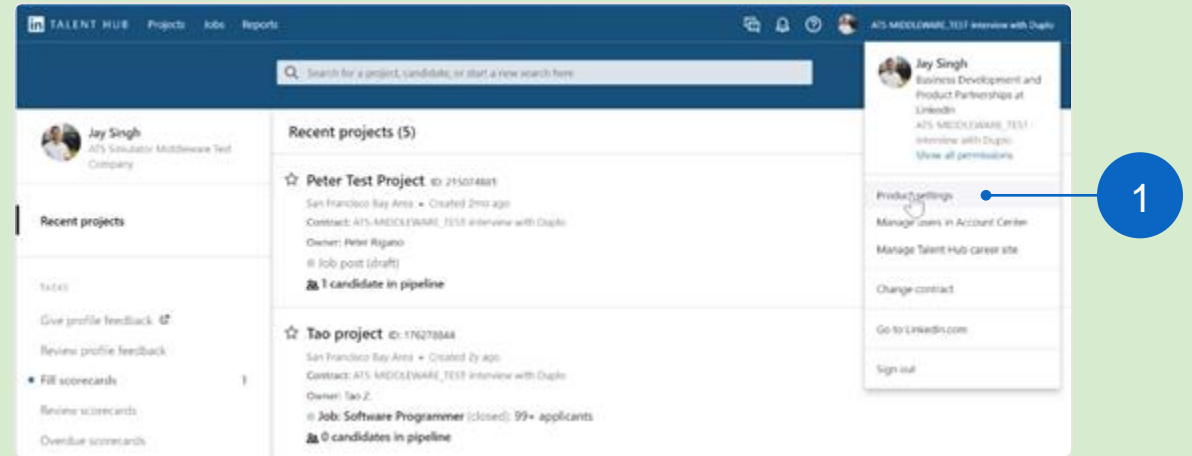 in TALENT HUB Projects Jobs Reports
ATS MIDDLEWARE_TEST interview with Duplo
Search for a project, candidate, or start a new search here
Jay Singh
Business Development and
Product Partnerships at
LinkedIn
ATS MIDDLEWARE_TEST
interview with Duplo
Show all permissions
Product settings
1
Manage users in Account Center
Manage Talent Hub career site
Change contract
Go to LinkedIn.com
Sign out
Jay Singh
ATS Simulator Middleware Test
Company
Recent projects
TASKS
Give profile feedback
Review profile feedback
Fill scorecards 1
Review scorecards
Overdue scorecards
Recent projects (5)
Peter Test Project ID: 215074881
San Francisco Bay Area • Created 2mo ago
Contract: ATS MIDDLEWARE_TEST interview with Duplo
Owner: Peter Rigano
Job post (draft)
1 candidate in pipeline
Tao project ID: 176278844
San Francisco Bay Area • Created 2y ago
Contract: ATS MIDDLEWARE_TEST interview with Duplo
Owner: Tao Z.
Job: Software Programmer (closed): 99+ applicants
0 candidates in pipeline